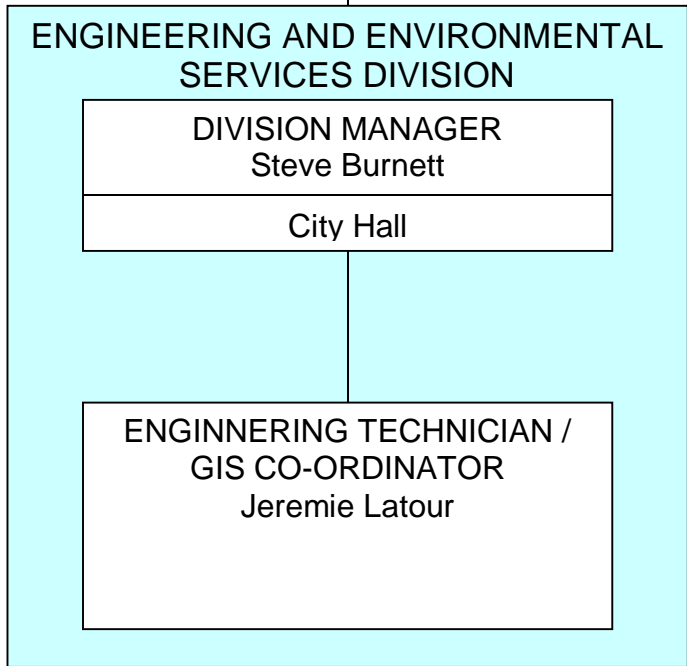 ENGINEERING AND ENVIRONMENTAL
SERVICES DIVISION
DIVISION MANAGER
Steve Burnett
City Hall
ENGINNERING TECHNICIAN /
GIS CO-ORDINATOR
Jeremie Latour